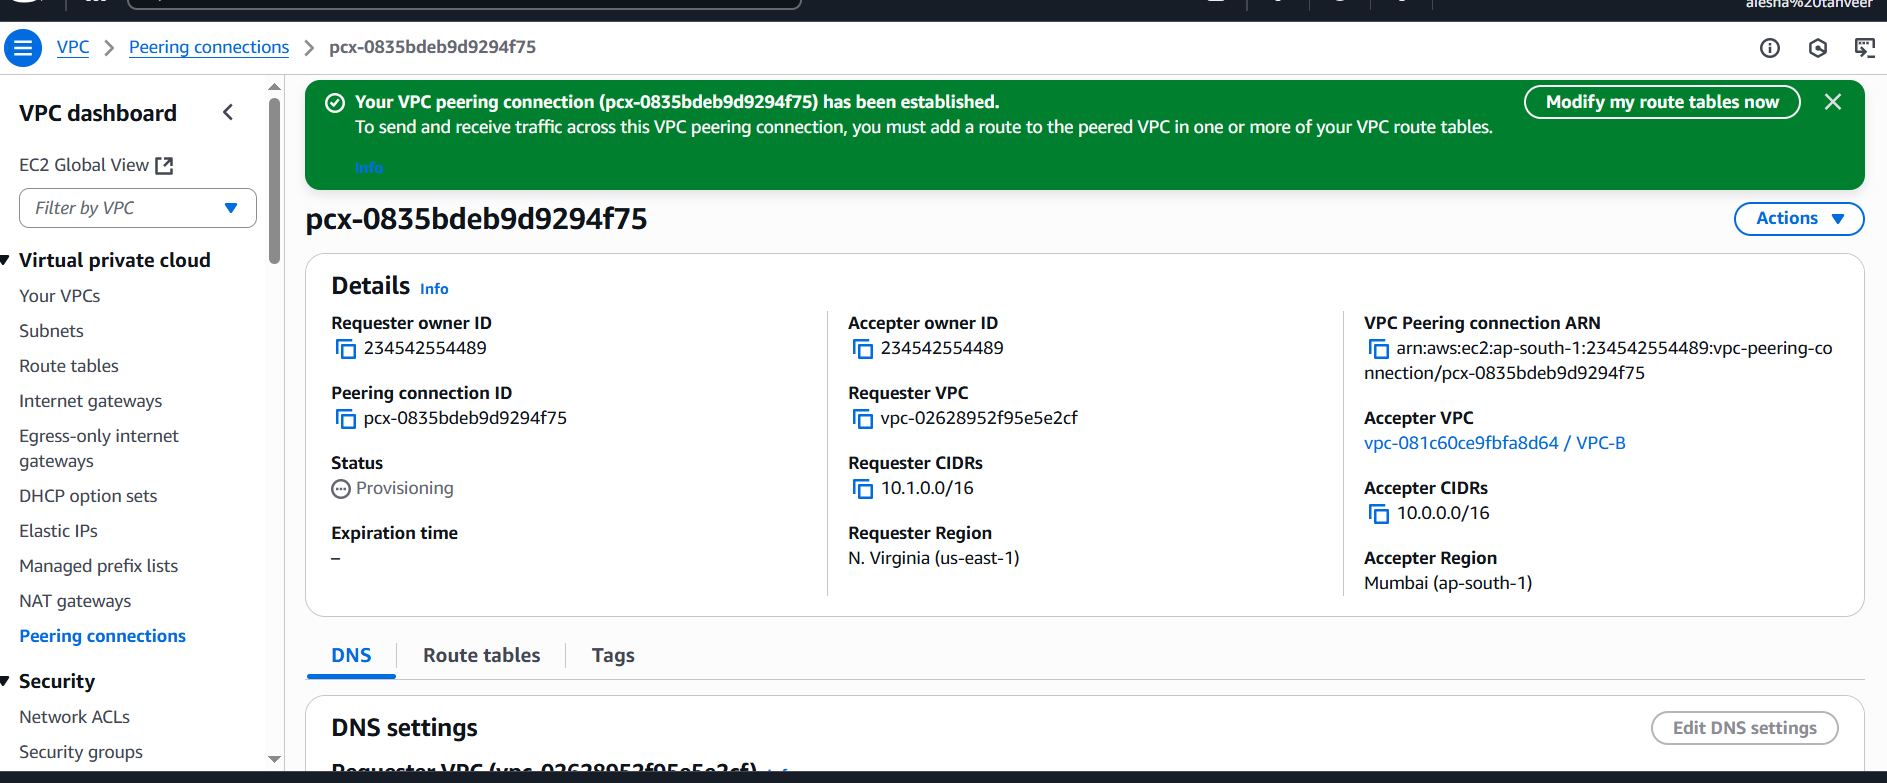 alesha%20tanveer
VPC
Peering connections
pcx-0835bdeb9d9294f75
VPC dashboard
EC2 Global View
Filter by VPC
Virtual private cloud
Your VPCs
Subnets
Route tables
Internet gateways
Egress-only internet
gateways
DHCP option sets
Elastic IPs
Managed prefix lists
NAT gateways
Peering connections
Security
Network ACLs
Security groups
Your VPC peering connection (pcx-0835bdeb9d9294f75) has been established.
To send and receive traffic across this VPC peering connection, you must add a route to the peered VPC in one or more of your VPC route tables.
Info
Modify my route tables now
pcx-0835bdeb9d9294f75
Actions
Details Info
Requester owner ID
234542554489
Peering connection ID
pcx-0835bdeb9d9294f75
Status
Provisioning
Expiration time
–
Accepter owner ID
234542554489
Requester VPC
vpc-02628952f95e5e2cf
Requester CIDRs
10.1.0.0/16
Requester Region
N. Virginia (us-east-1)
VPC Peering connection ARN
arn:aws:ec2:ap-south-1:234542554489:vpc-peering-co
nnection/pcx-0835bdeb9d9294f75
Accepter VPC
vpc-081c60ce9fbfa8d64 / VPC-B
Accepter CIDRs
10.0.0.0/16
Accepter Region
Mumbai (ap-south-1)
DNS
Route tables
Tags
DNS settings
Edit DNS settings
Requester VPC (vpc-02628952f95e5e2cf) Info